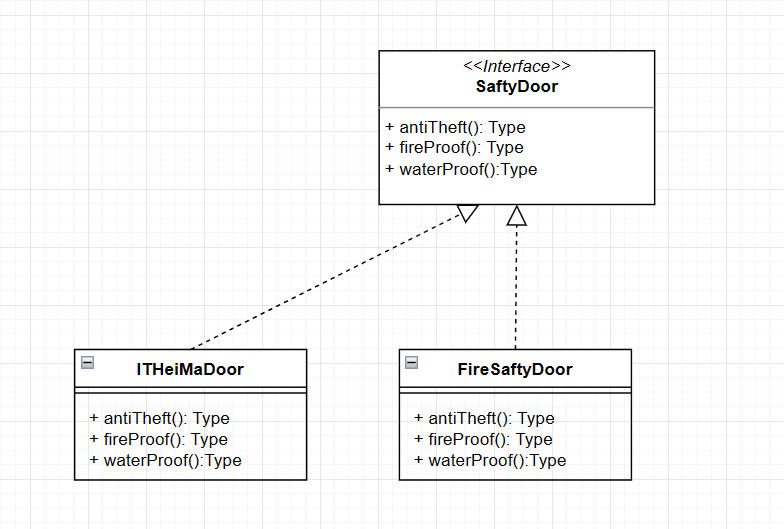 <<Interface>>
SaftyDoor
+ antiTheft(): Type
+ fireProof(): Type
+ waterProof():Type
ITHeiMaDoor
+ antiTheft(): Type
+ fireProof(): Type
+ waterProof():Type
FireSaftyDoor
+ antiTheft(): Type
+ fireProof(): Type
+ waterProof():Type